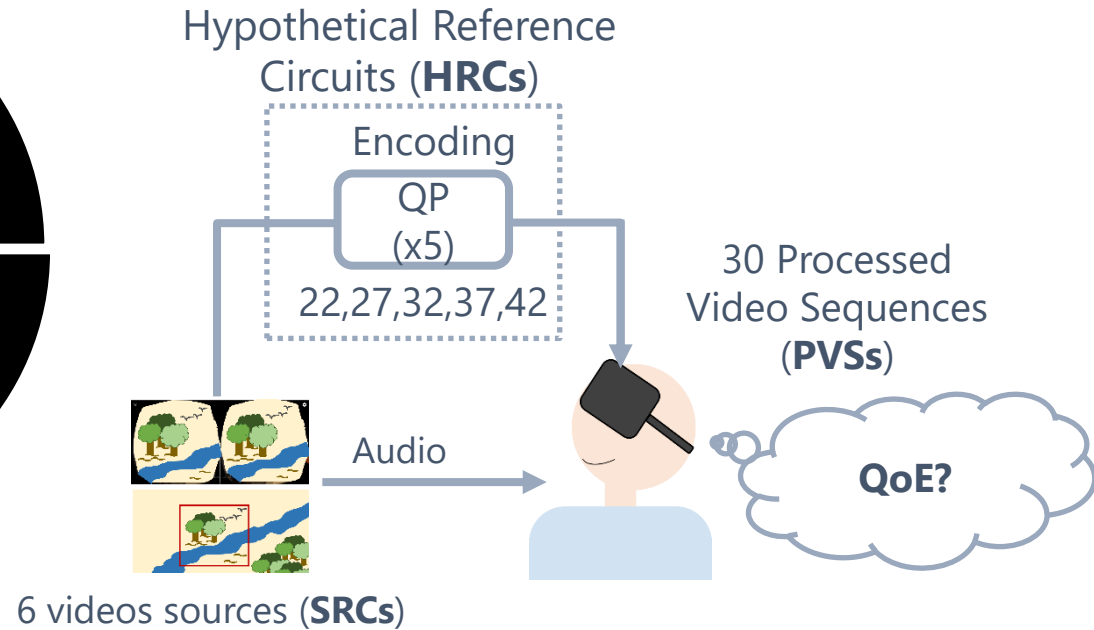 Hypothetical Reference
Circuits (HRCs)
Encoding
QP
(x5)
22,27,32,37,42
30 Processed
Video Sequences
(PVSs)
Audio
QoE?
6 videos sources (SRCs)